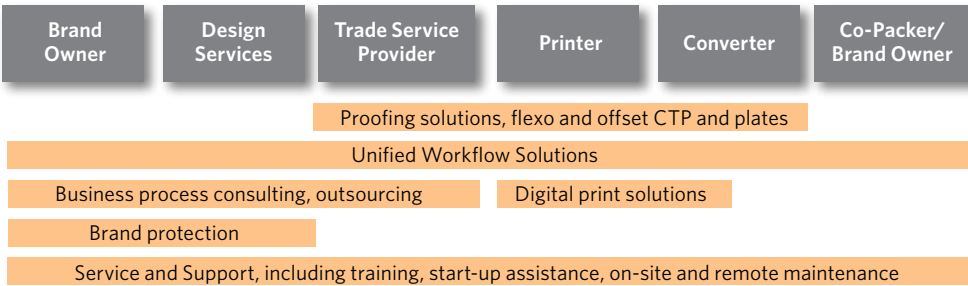 Brand
Owner
Design
Services
Trade Service
Provider
Printer
Converter
Co-Packer/
Brand Owner
Proofing solutions, flexo and offset CTP and plates
Unified Workflow Solutions
Business process consulting, outsourcing
Digital print solutions
Brand protection
Service and Support, including training, start-up assistance, on-site and remote maintenance